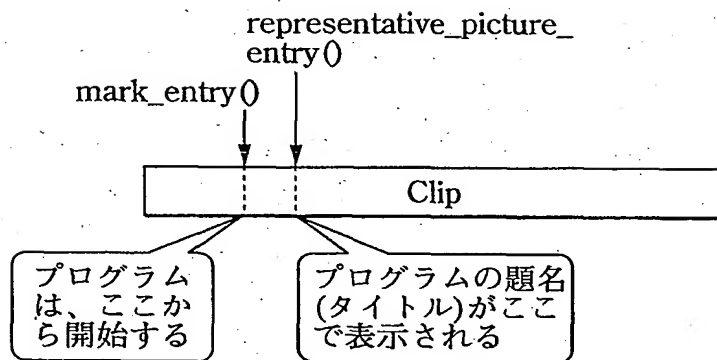 representative_picture_
entry()
mark_entry()
Clip
プログラム
は、ここか
ら開始する
プログラムの題名
(タイトル)がここ
で表示される